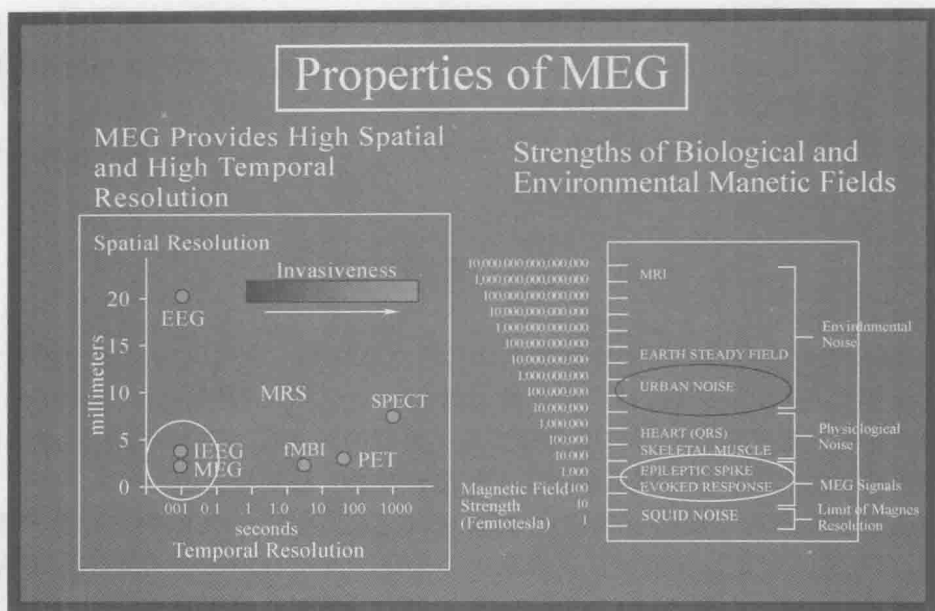 Properties of MEG
MEG Provides High Spatial
and High Temporal
Resolution
Spatial Resolution
Invasiveness
millimeters
20
15
10
5
0
EEG
MRS
SPECT
IEEG
MEG
fMBI
PET
001 0 1 1 10 10 100 1000
seconds
Temporal Resolution
Strengths of Biological and
Environmental Manetic Fields
10,000,000,000,000,000
1,000,000,000,000,000
100,000,000,000,000
10,000,000,000,000
1,000,000,000,000
100,000,000,000
10,000,000,000
1,000,000,000
100,000,000
10,000,000
1,000,000
100,000
10,000
1,000
Magnetic Field 100
Strength 10
(Femtotesla) 1
MRI
EARTH STEADY FIELD
URBAN NOISE
HEART (QRS)
SKELETAL MUSCLE
EPILEPTIC SPIKE
EVOKED RESPONSE
SQUID NOISE
Environmental
Noise
Physiological
Noise
MEG Signals
Limit of Magnes
Resolution